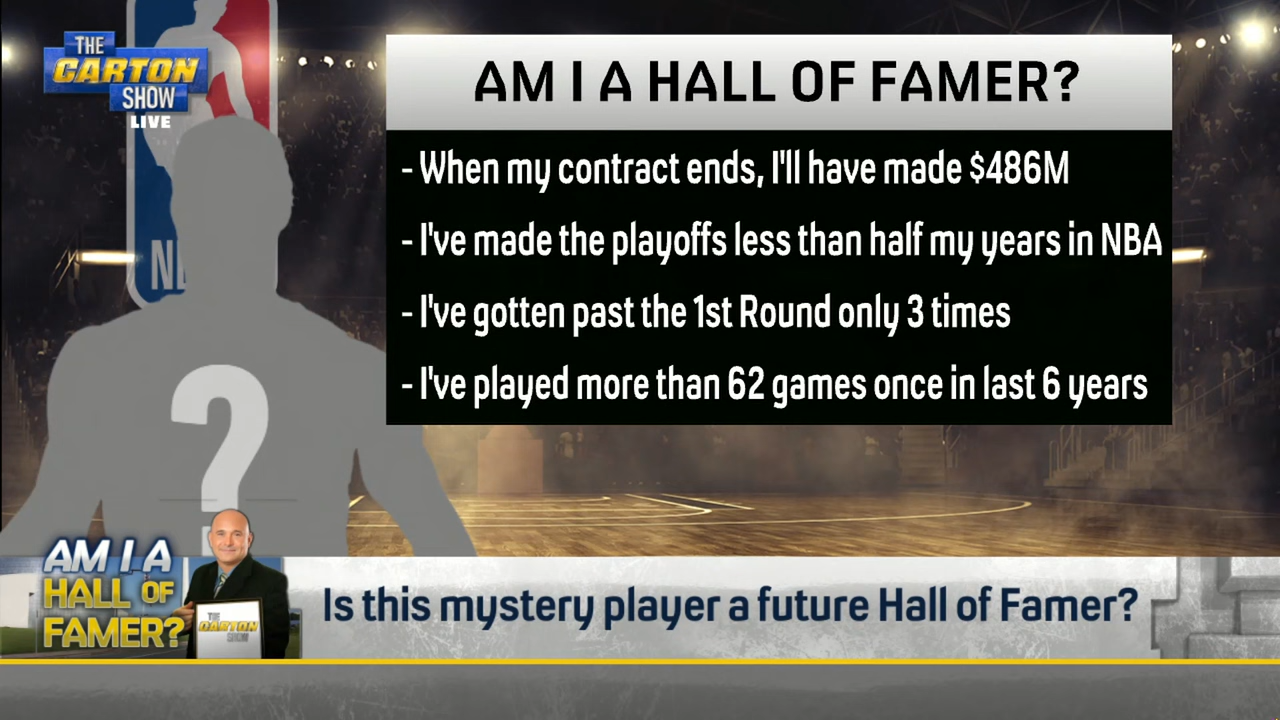 THE
CARTON
SHOW
LIVE
AM I A HALL OF FAMER?
- When my contract ends, I'll have made $486M
- I've made the playoffs less than half my years in NBA
- I've gotten past the 1st Round only 3 times
- I've played more than 62 games once in last 6 years
?
AM I A
HALL OF
FAMER?
THE
CARTON
SHOW
Is this mystery player a future Hall of Famer?